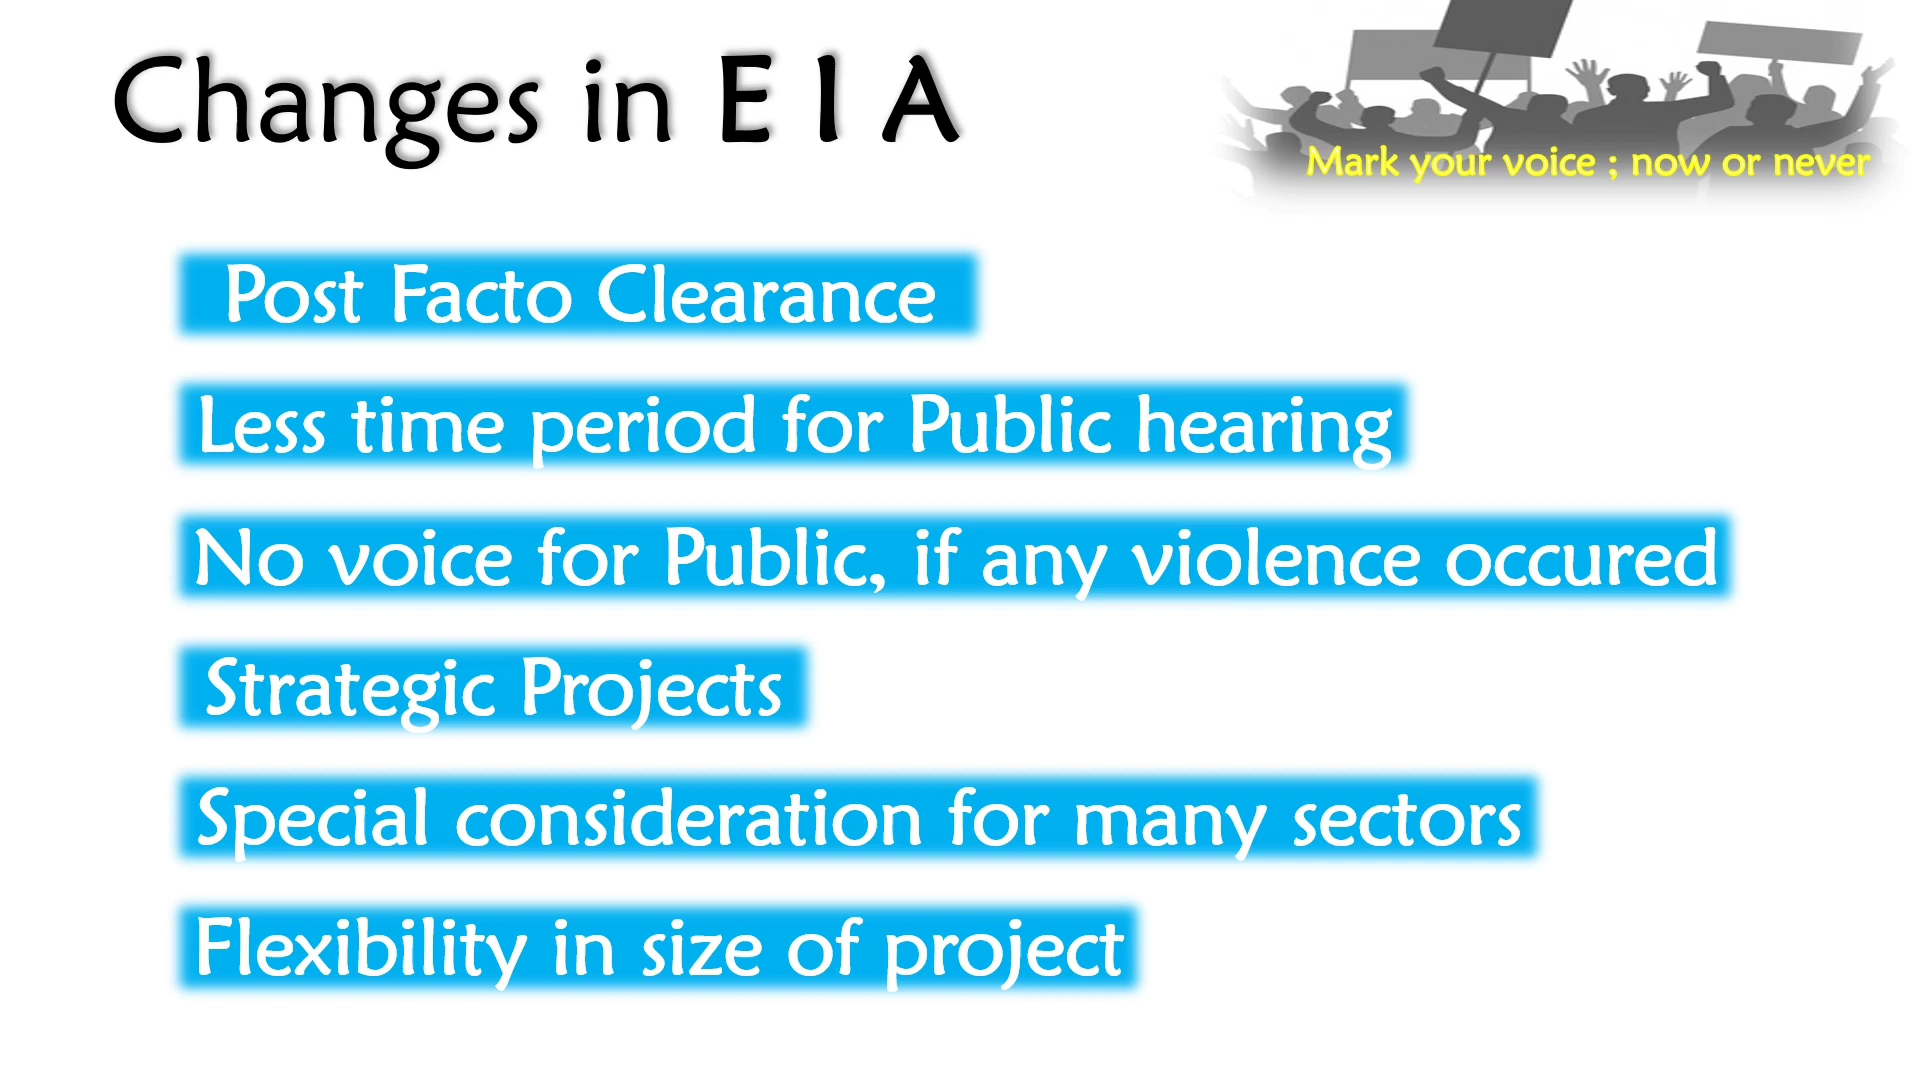 Changes in E I A
Mark your voice ; now or never
Post Facto Clearance
Less time period for Public hearing
No voice for Public, if any violence occured
Strategic Projects
Special consideration for many sectors
Flexibility in size of project